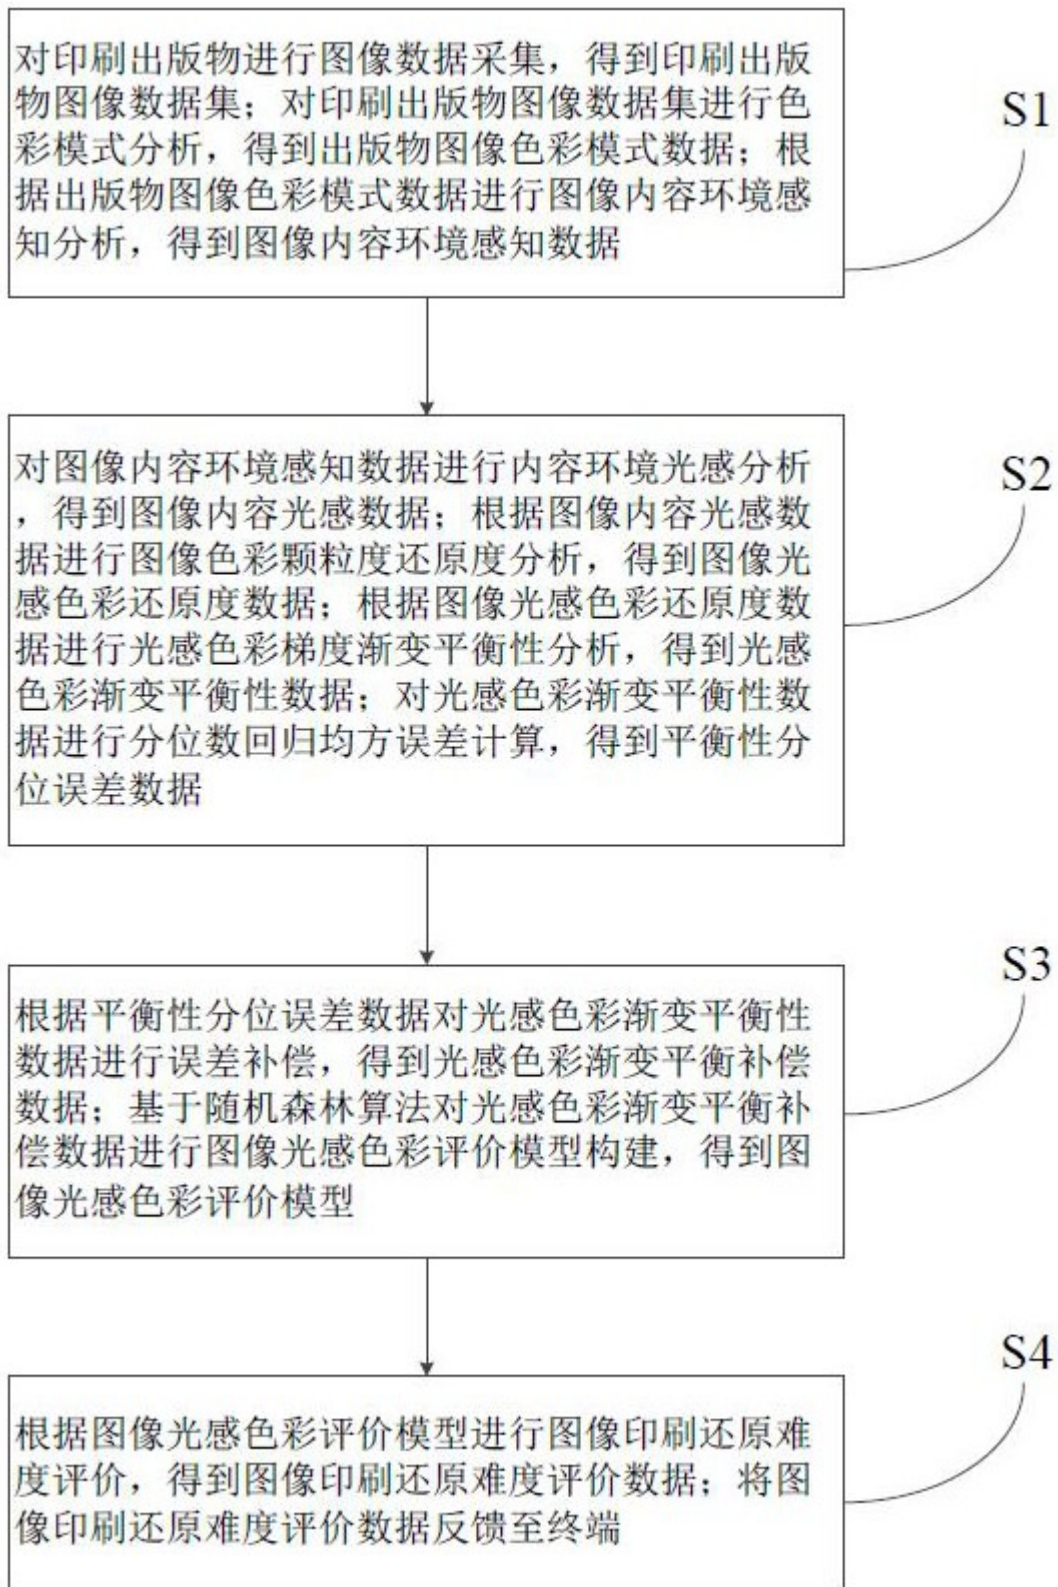 对印刷出版物进行图像数据采集，得到印刷出版
物图像数据集；对印刷出版物图像数据集进行色
彩模式分析，得到出版物图像色彩模式数据；根
据出版物图像色彩模式数据进行图像内容环境感
知分析，得到图像内容环境感知数据
S1
对图像内容环境感知数据进行内容环境光感分析
，得到图像内容光感数据；根据图像内容光感数
据进行图像色彩颗粒度还原度分析，得到图像光
感色彩还原度数据；根据图像光感色彩还原度数
据进行光感色彩梯度渐变平衡性分析，得到光感
色彩渐变平衡性数据；对光感色彩渐变平衡性数
据进行分位数回归均方误差计算，得到平衡性分
位误差数据
S2
根据平衡性分位误差数据对光感色彩渐变平衡性
数据进行误差补偿，得到光感色彩渐变平衡补偿
数据；基于随机森林算法对光感色彩渐变平衡补
偿数据进行图像光感色彩评价模型构建，得到图
像光感色彩评价模型
S3
根据图像光感色彩评价模型进行图像印刷还原难
度评价，得到图像印刷还原难度评价数据；将图
像印刷还原难度评价数据反馈至终端
S4